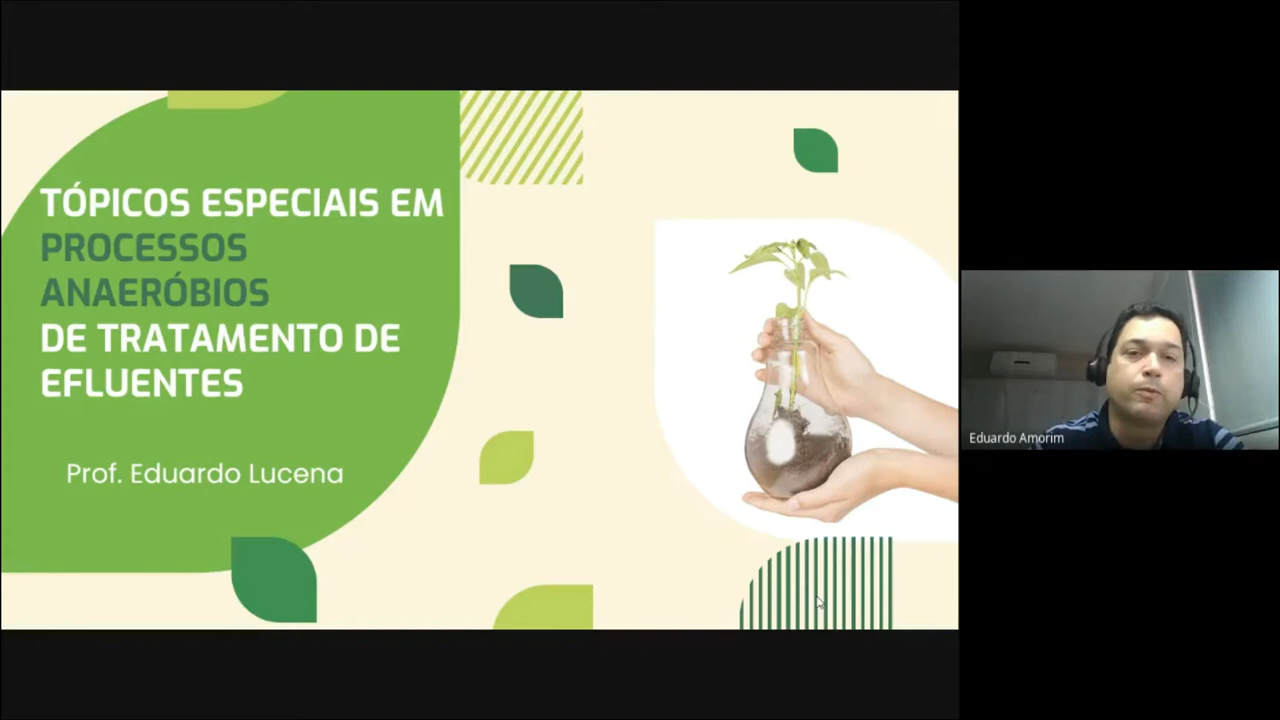 TÓPICOS ESPECIAIS EM
PROCESSOS
ANAERÓBIOS
DE TRATAMENTO DE
EFLUENTES
Prof. Eduardo Lucena
Eduardo Amorim